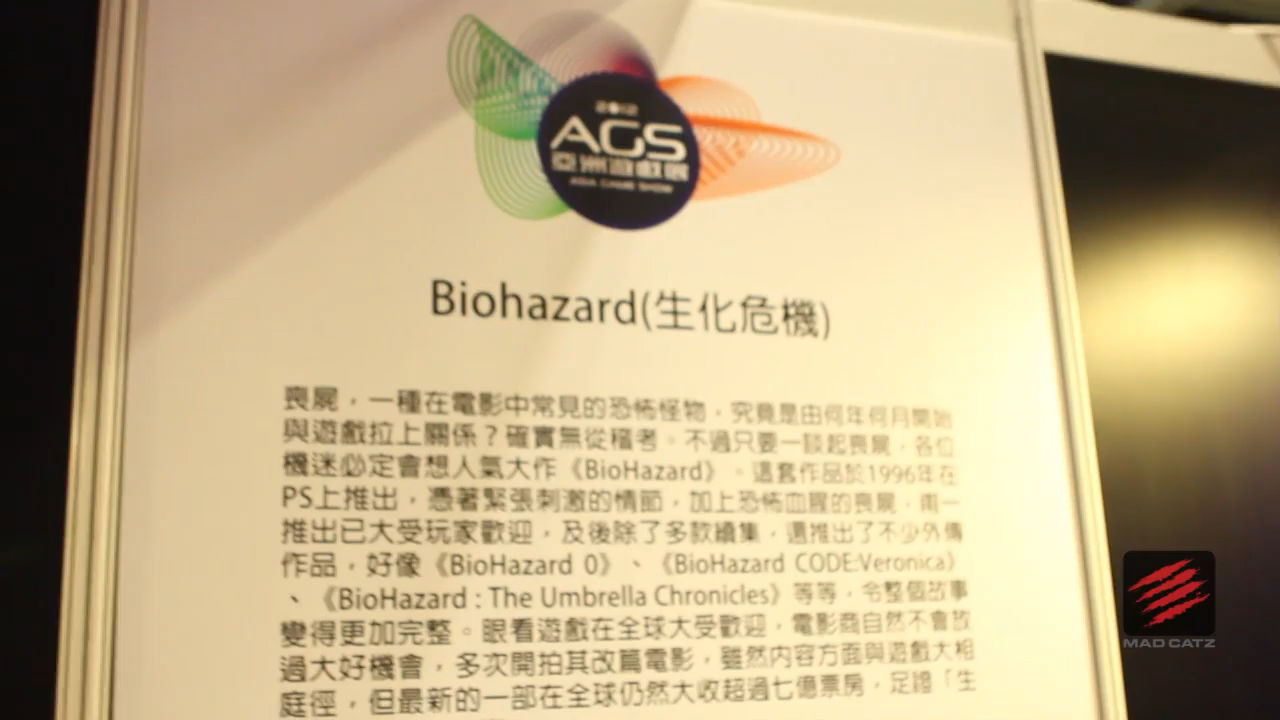 2012
AGS
亞洲遊戲展
ASIA GAME SHOW
Biohazard(生化危機)
喪屍，一種在電影中常見的恐怖怪物，究竟是由何年何月開始
與遊戲拉上關係？確實無從稽考。不過只要一談起喪屍，各位
機迷必定會想人氣大作《BioHazard》。這套作品於1996年在
PS上推出，憑著緊張刺激的情節，加上恐怖血腥的喪屍，甫一
推出已大受玩家歡迎，及後除了多款續集，還推出了不少外傳
作品，好像《BioHazard 0》、《BioHazard CODE:Veronica》
、《BioHazard : The Umbrella Chronicles》等等，令整個故事
變得更加完整。眼看遊戲在全球大受歡迎，電影商自然不會放
過大好機會，多次開拍其改篇電影，雖然內容方面與遊戲大相
庭徑，但最新的一部在全球仍然大收超過七億票房，足證「生
MAD CATZ